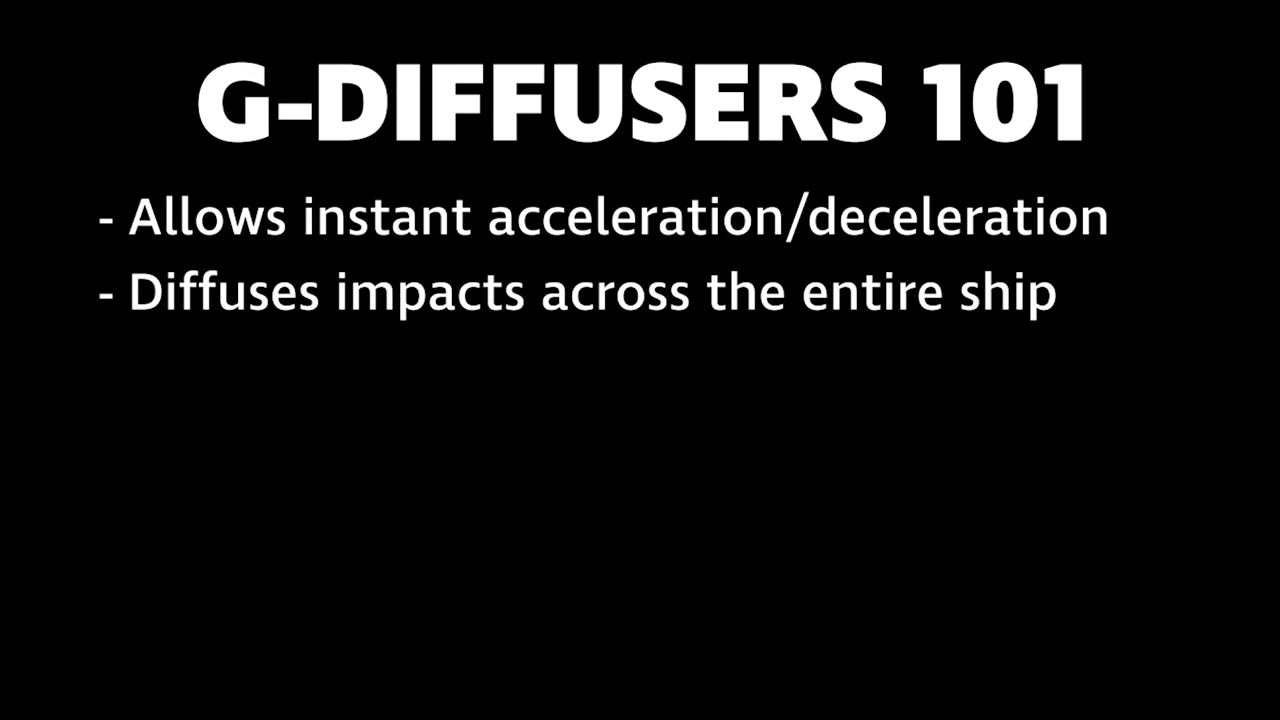 G-DIFFUSERS 101
- Allows instant acceleration/deceleration
- Diffuses impacts across the entire ship